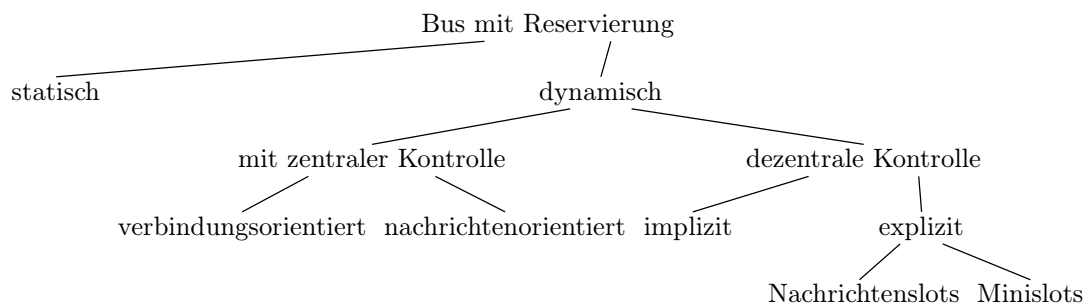 Bus mit Reservierung
statisch dynamisch
mit zentraler Kontrolle dezentrale Kontrolle
verbindungsorientiert nachrichtenorientiert implizit explizit
Nachrichtenslots Minislots